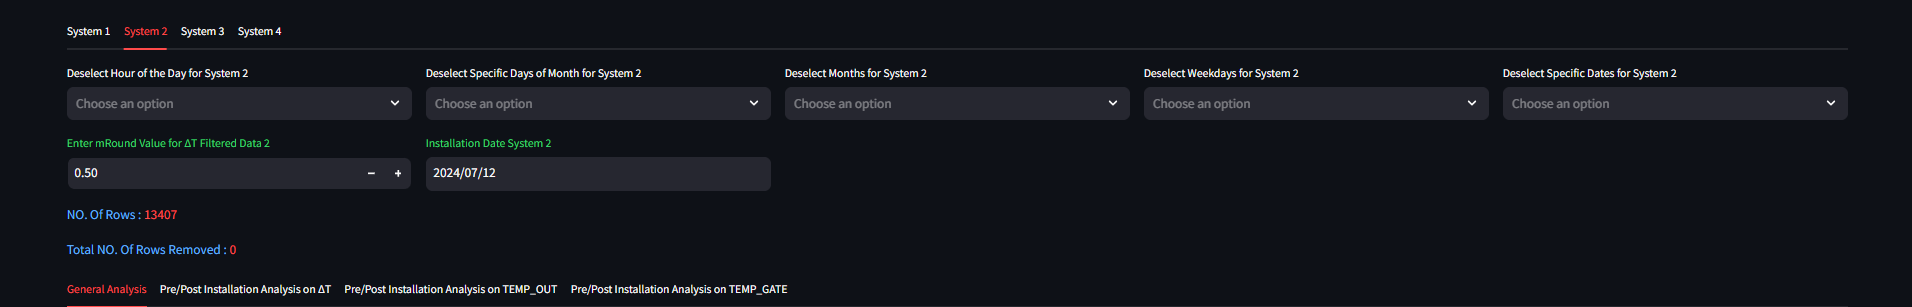 System 1 System 2 System 3 System 4
Deselect Hour of the Day for System 2 Deselect Specific Days of Month for System 2 Deselect Months for System 2 Deselect Weekdays for System 2 Deselect Specific Dates for System 2
Choose an option Choose an option Choose an option Choose an option Choose an option
Enter mRound Value for ΔT Filtered Data 2 Installation Date System 2
0.50 − + 2024/07/12
NO. Of Rows : 13407
Total NO. Of Rows Removed : 0
General Analysis Pre/Post Installation Analysis on ΔT Pre/Post Installation Analysis on TEMP_OUT Pre/Post Installation Analysis on TEMP_GATE